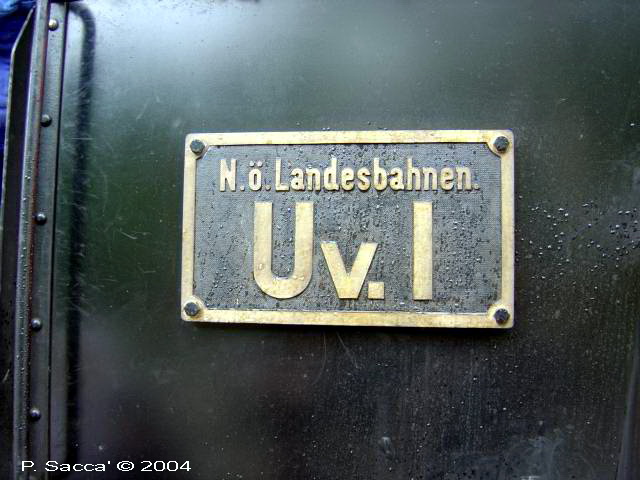 N.ö.Landesbahnen.
Uv. I
P. Sacca' © 2004